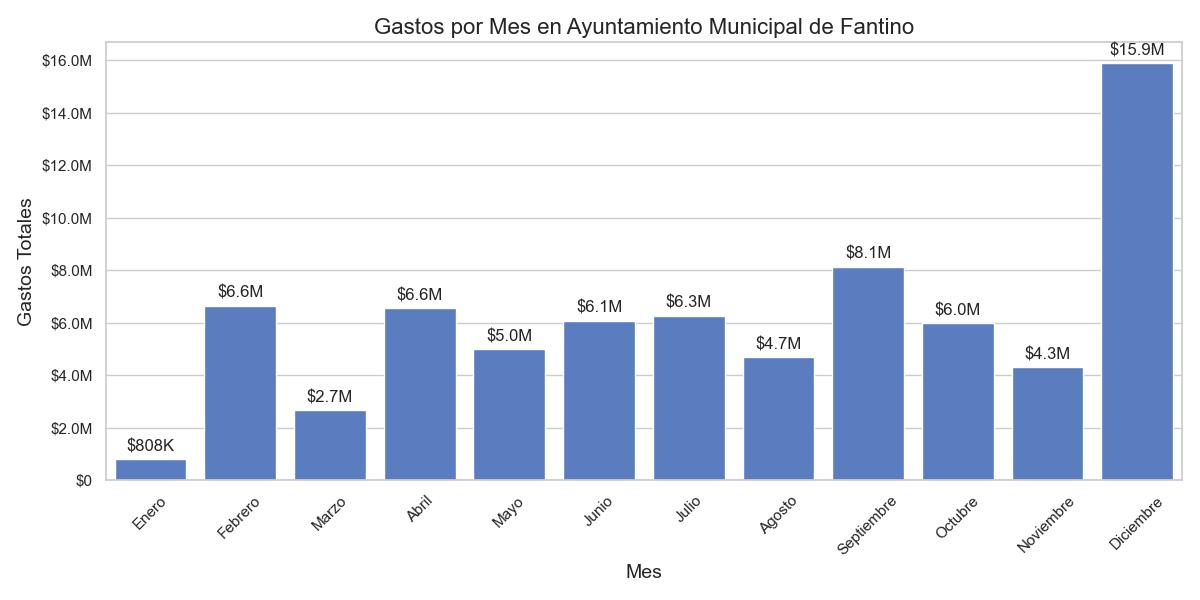 Gastos por Mes en Ayuntamiento Municipal de Fantino
Gastos Totales
$16.0M
$14.0M
$12.0M
$10.0M
$8.0M
$6.0M
$4.0M
$2.0M
$0
$808K
$6.6M
$2.7M
$6.6M
$5.0M
$6.1M
$6.3M
$4.7M
$8.1M
$6.0M
$4.3M
$15.9M
Enero
Febrero
Marzo
Abril
Mayo
Junio
Julio
Agosto
Septiembre
Octubre
Noviembre
Diciembre
Mes